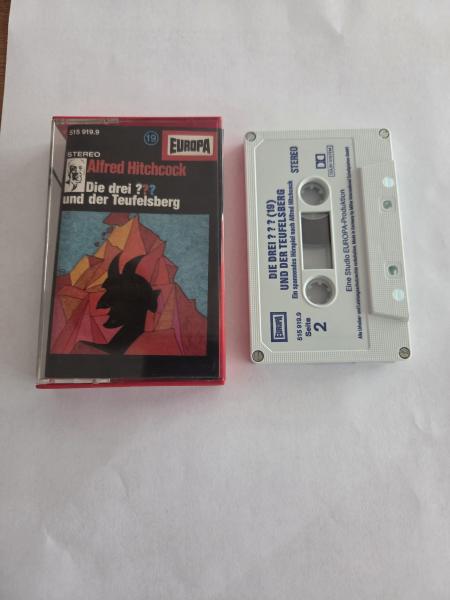 515 919.9
19
EUROPA
STEREO
Alfred Hitchcock
Die drei ???
und der Teufelsberg
DIE DREI ? ? ? (19)
UND DER TEUFELSBERG
Ein spannendes Hörspiel nach Alfred Hitchcock
STEREO
EUROPA
515 919.9
Seite
2
Eine Studio EUROPA-Produktion